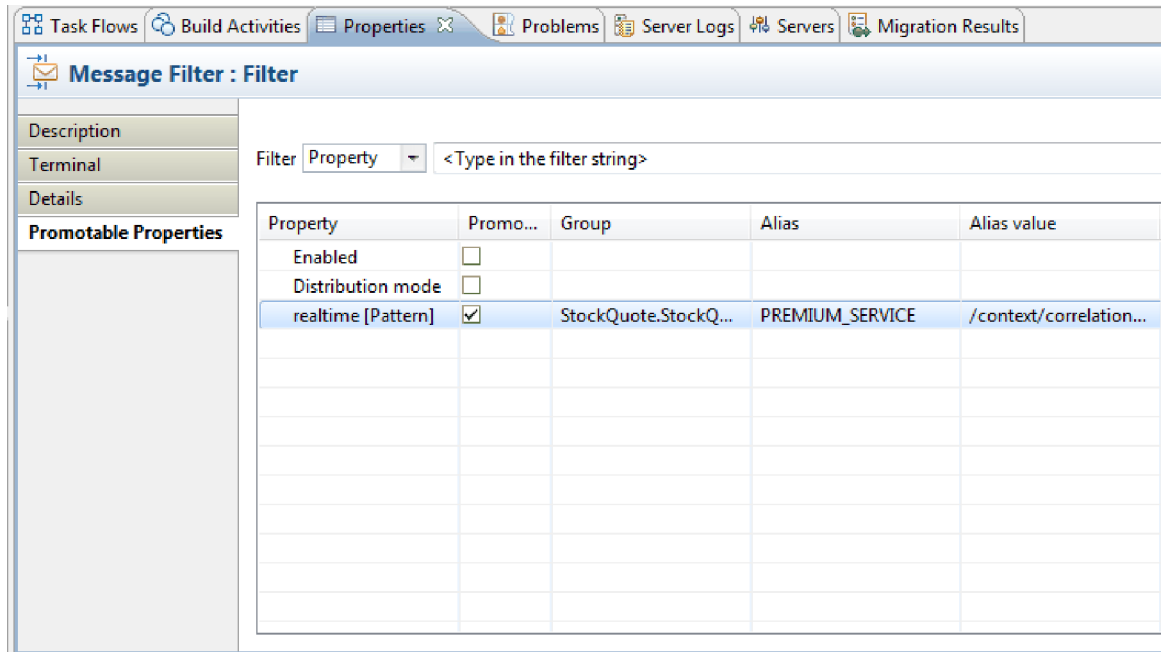 Task Flows Build Activities Properties Problems Server Logs Servers Migration Results
Message Filter : Filter
Description
Terminal
Details
Promotable Properties
Filter Property <Type in the filter string>
Property Promo... Group Alias Alias value
Enabled
Distribution mode
realtime [Pattern] StockQuote.StockQ... PREMIUM_SERVICE /context/correlation...